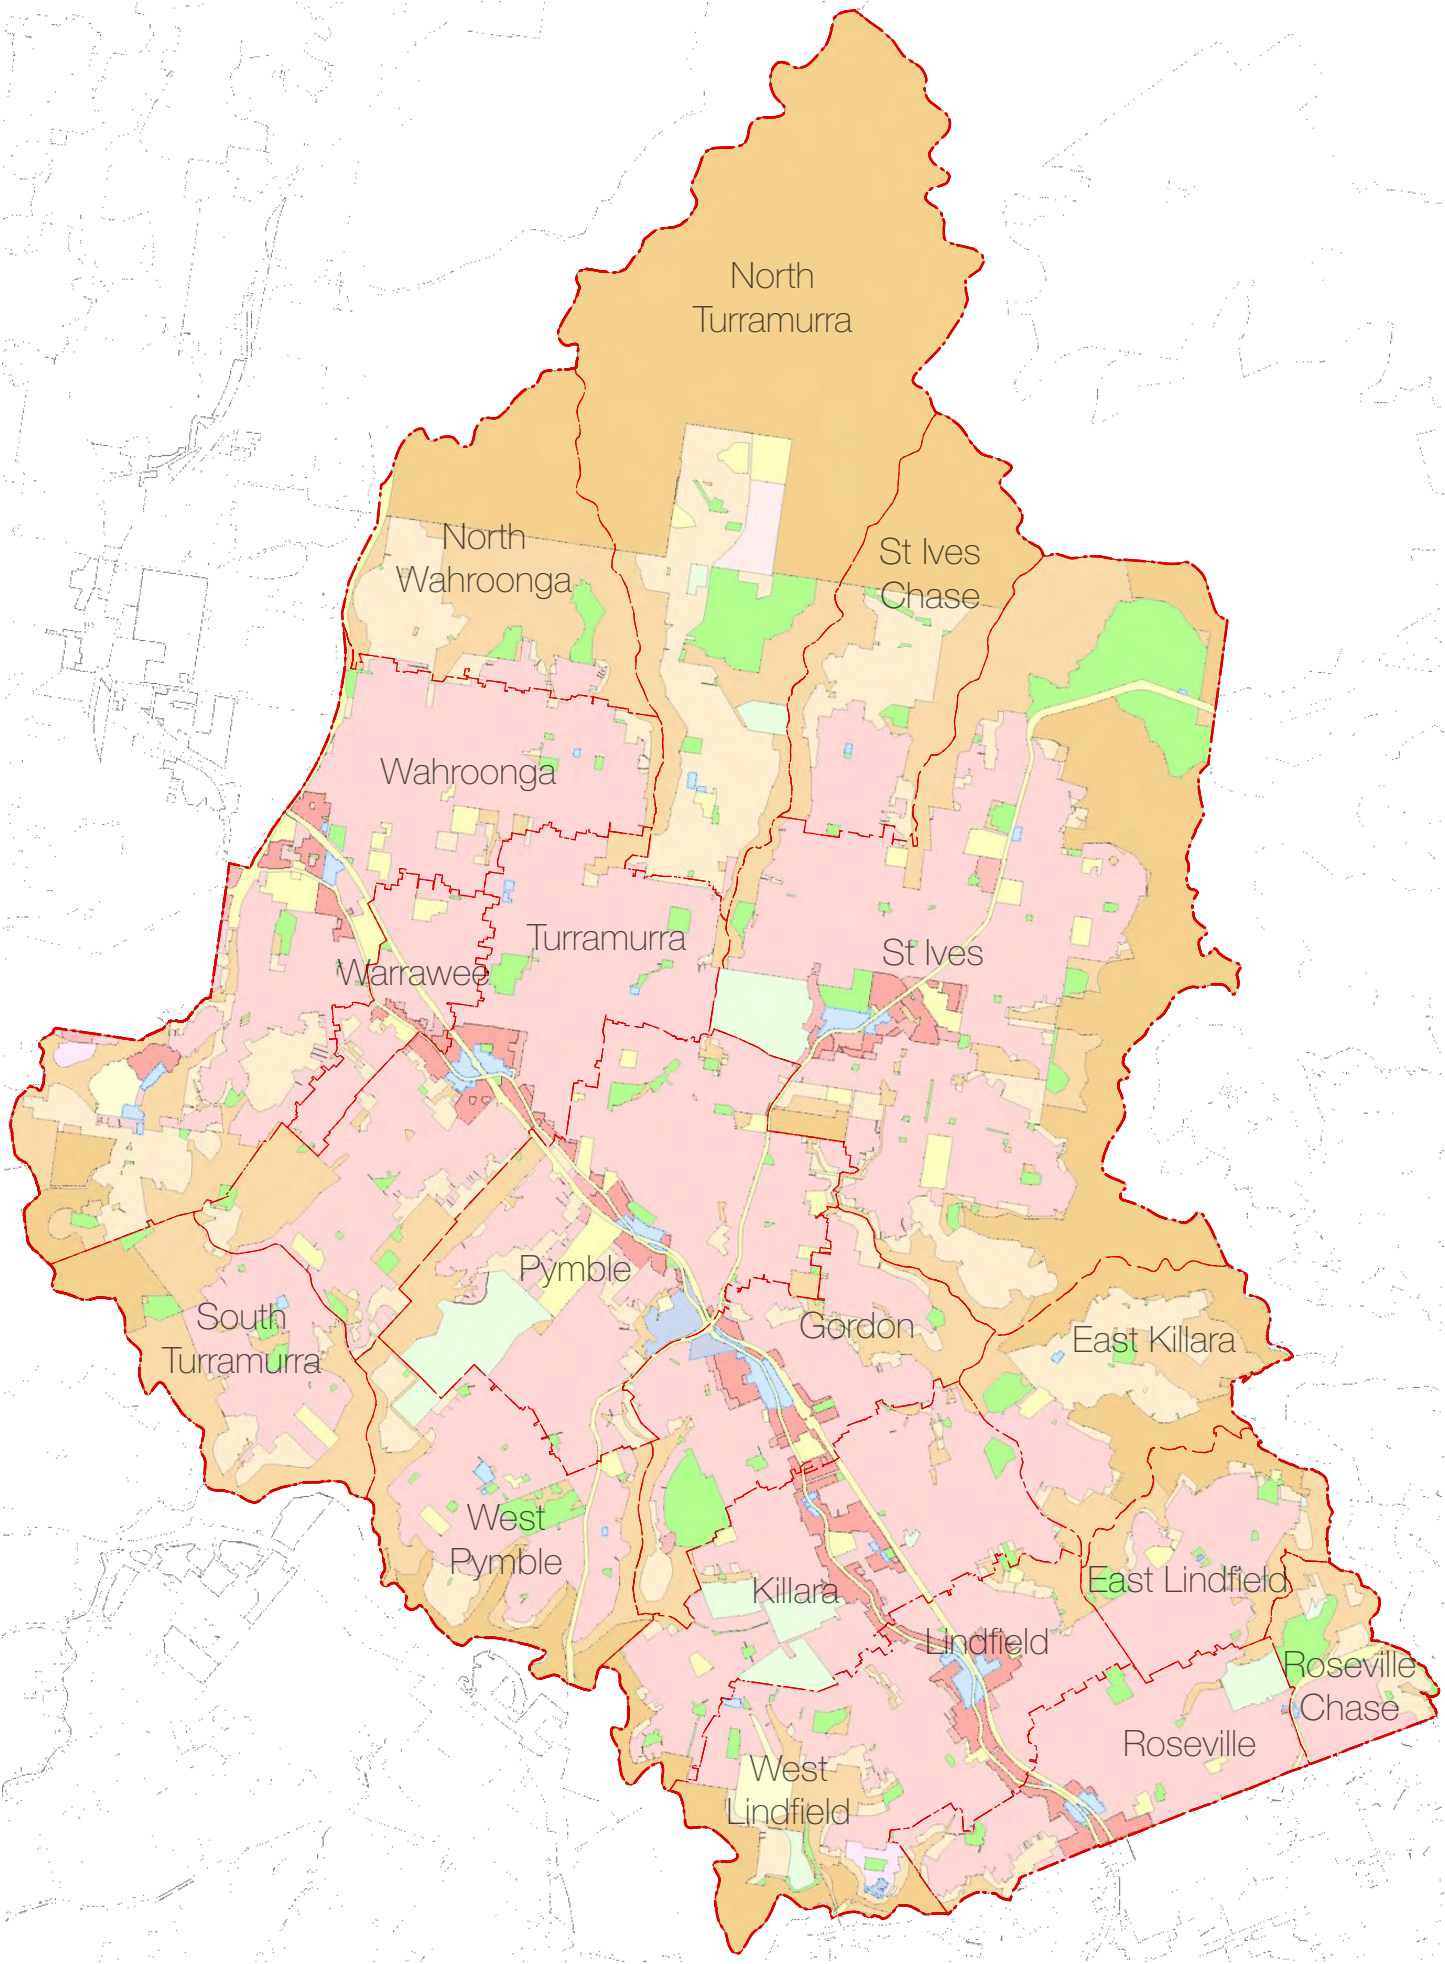 North
Turramurra
North
Wahroonga
St Ives
Chase
Wahroonga
Turramurra
St Ives
Warrawee
Pymble
South
Turramurra
Gordon
East Killara
West
Pymble
Killara
East Lindfield
Lindfield
Roseville
Chase
Roseville
West
Lindfield